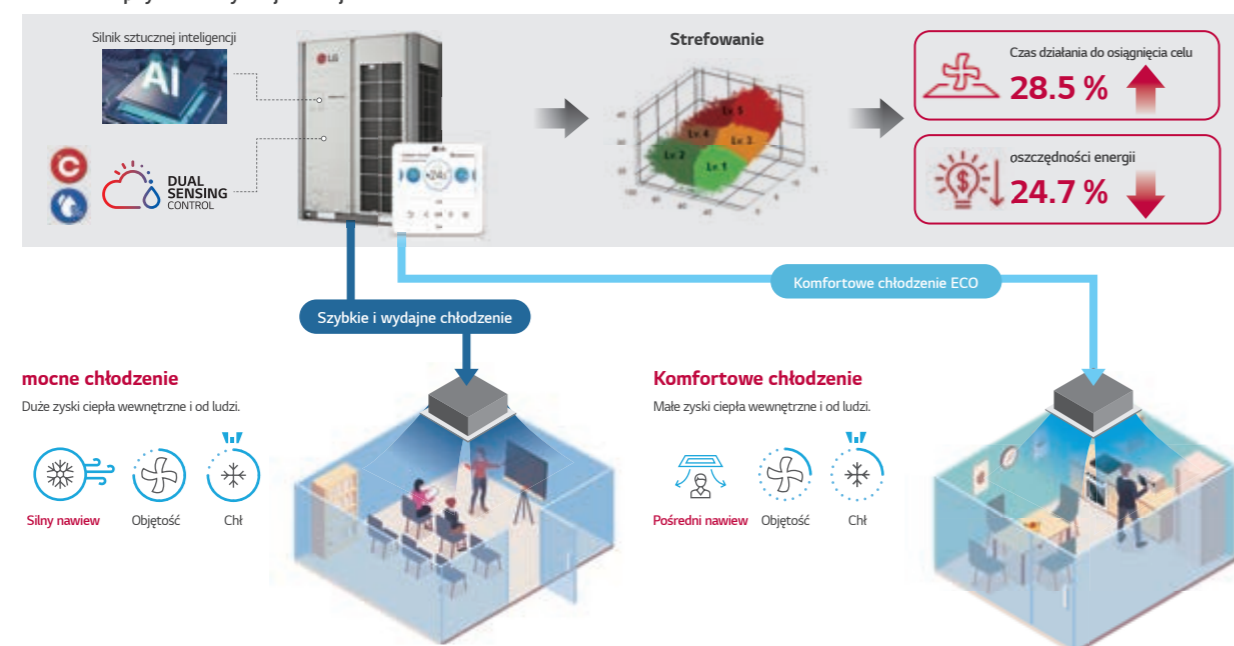 Silnik sztucznej inteligencji
AI
LG
DUAL
SENSING
CONTROL
C
Strefowanie
Lv. 5
Lv. 4
Lv. 3
Lv. 2
Lv. 1
Czas działania do osiągnięcia celu
28.5 %
oszczędności energii
24.7 %
Komfortowe chłodzenie ECO
Szybkie i wydajne chłodzenie
mocne chłodzenie
Duże zyski ciepła wewnętrzne i od ludzi.
Silny nawiew
Objętość
Chł
Komfortowe chłodzenie
Małe zyski ciepła wewnętrzne i od ludzi.
Pośredni nawiew
Objętość
Chł